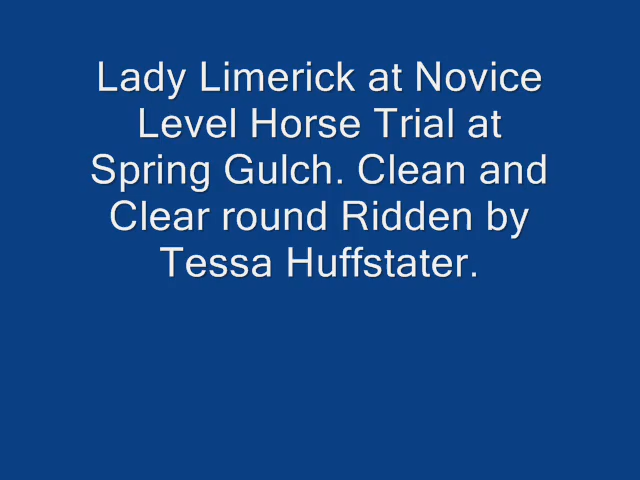 Lady Limerick at Novice
Level Horse Trial at
Spring Gulch. Clean and
Clear round Ridden by
Tessa Huffstater.